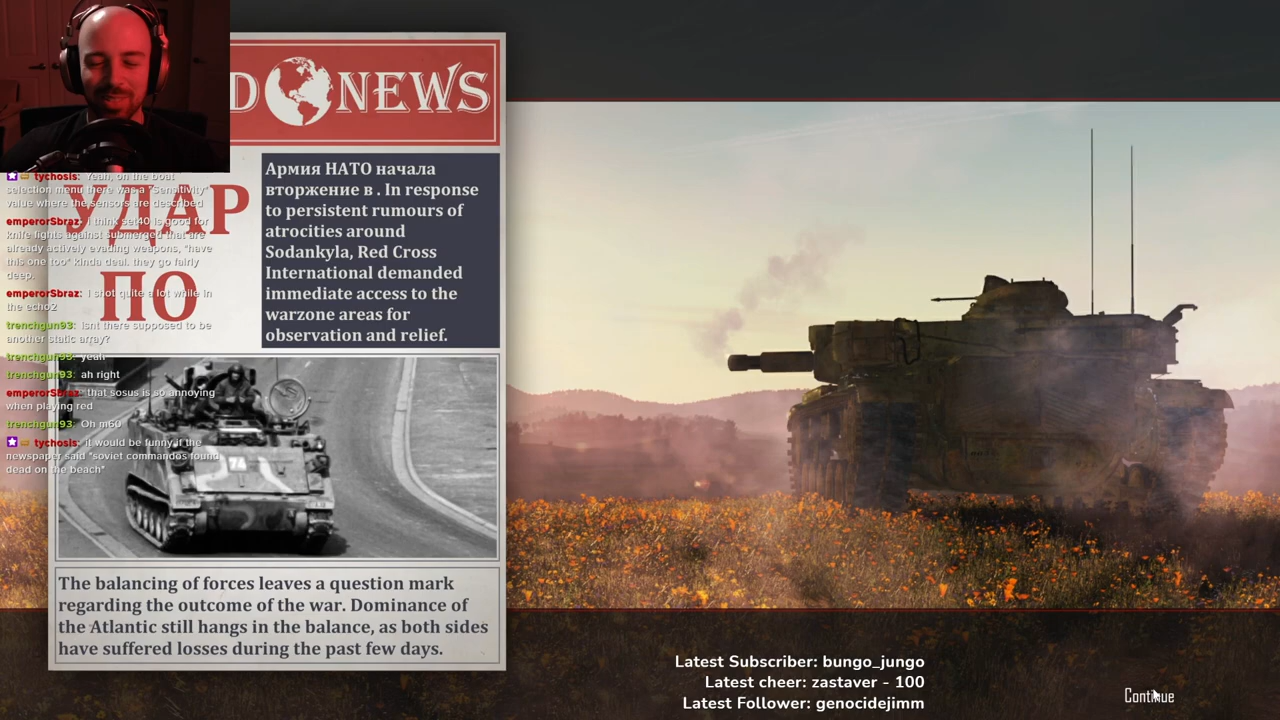 D NEWS
УДАР
ПО
Армия НАТО начала
вторжение в . In response
to persistent rumours of
atrocities around
Sodankyla, Red Cross
International demanded
immediate access to the
warzone areas for
observation and relief.
tychosis: Yeah, on the boat
selection menu there was a "Sensitivity"
value where the sensors are described
emperorSbraz: I think set40 is good for
knife fights against submerged that are
already actively evading weapons, "have
this one too" kinda deal. they go fairly
deep.
emperorSbraz: I shot quite a lot while in
the echo2
trenchgun93: Isnt there supposed to be
another static array?
trenchgun93: yeah
trenchgun93: ah right
emperorSbraz: that sosus is so annoying
when playing red
trenchgun93: Oh m60
tychosis: it would be funny if the
newspaper said "soviet commandos found
dead on the beach"
74
The balancing of forces leaves a question mark
regarding the outcome of the war. Dominance of
the Atlantic still hangs in the balance, as both sides
have suffered losses during the past few days.
Latest Subscriber: bungo_jungo
Latest cheer: zastaver - 100
Latest Follower: genocidejimm
Continue